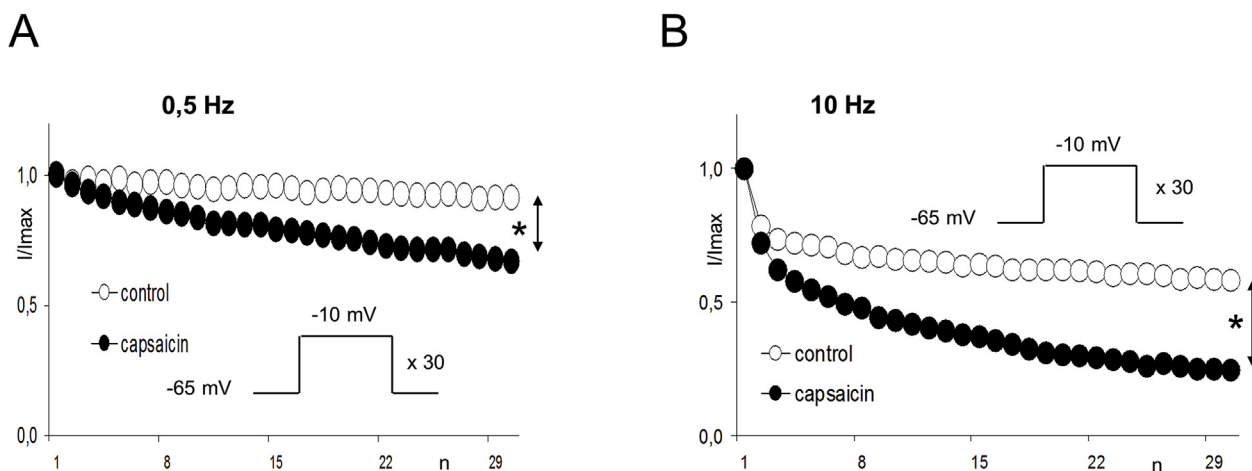 A
0,5 Hz
I/Imax
1,0
0,5
0,0
control
capsaicin
-10 mV
-65 mV
x 30
*
1
8
15
22
n
29
B
10 Hz
I/Imax
1,0
0,5
0,0
-10 mV
-65 mV
x 30
control
capsaicin
*
1
8
15
22
n
29